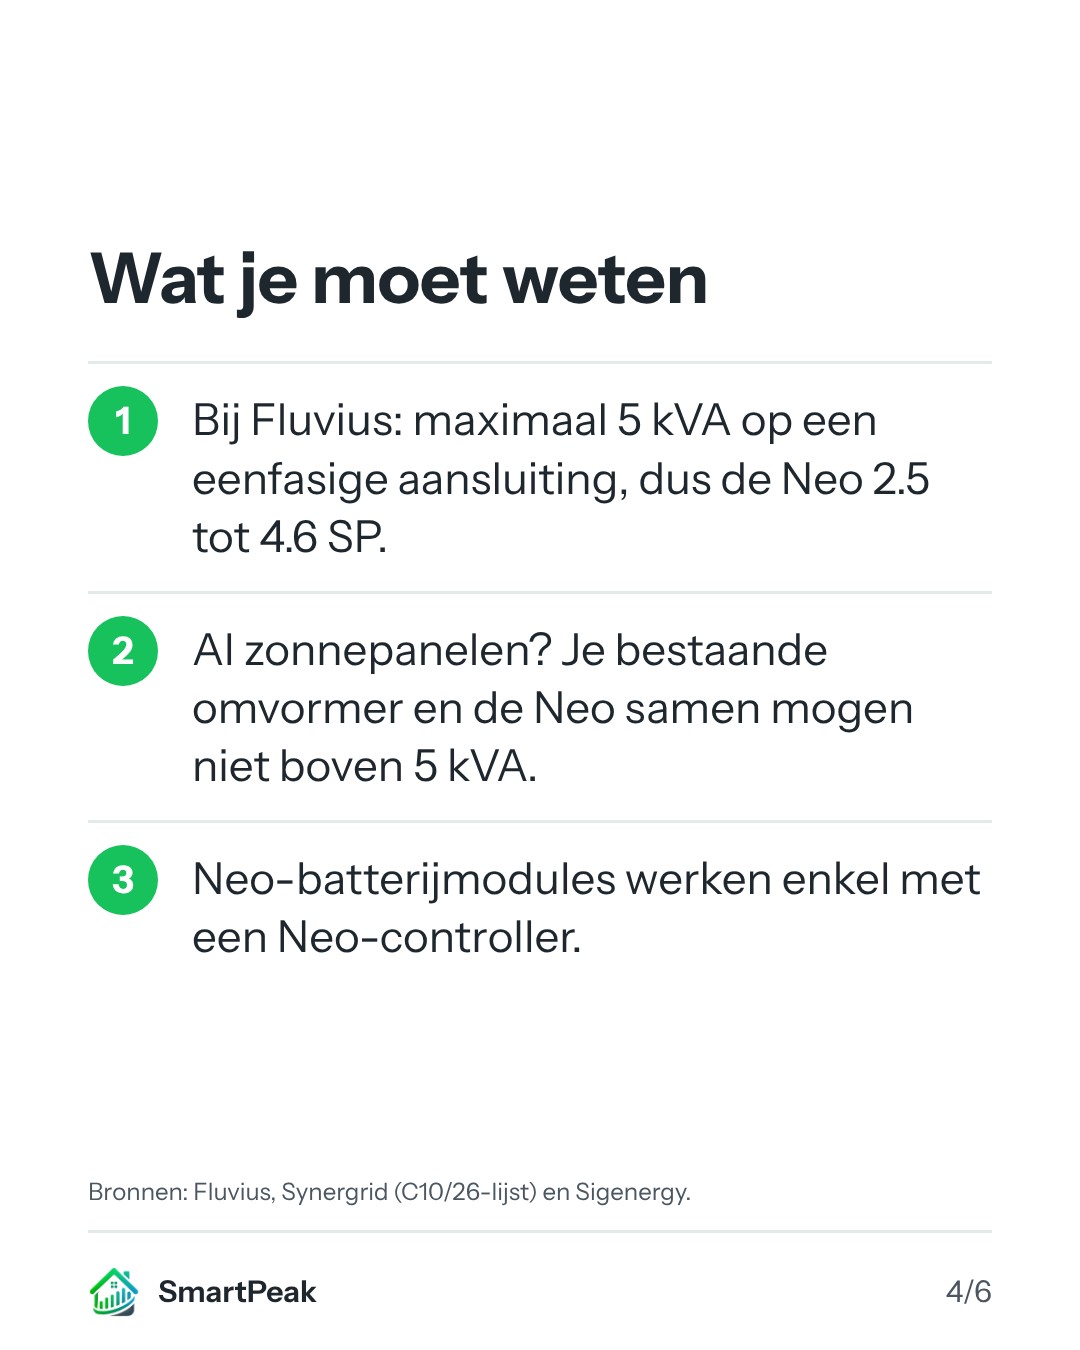 Wat je moet weten
1
Bij Fluvius: maximaal 5 kVA op een
eenfasige aansluiting, dus de Neo 2.5
tot 4.6 SP.
2
Al zonnepanelen? Je bestaande
omvormer en de Neo samen mogen
niet boven 5 kVA.
3
Neo-batterijmodules werken enkel met
een Neo-controller.
Bronnen: Fluvius, Synergrid (C10/26-lijst) en Sigenergy.
SmartPeak
4/6